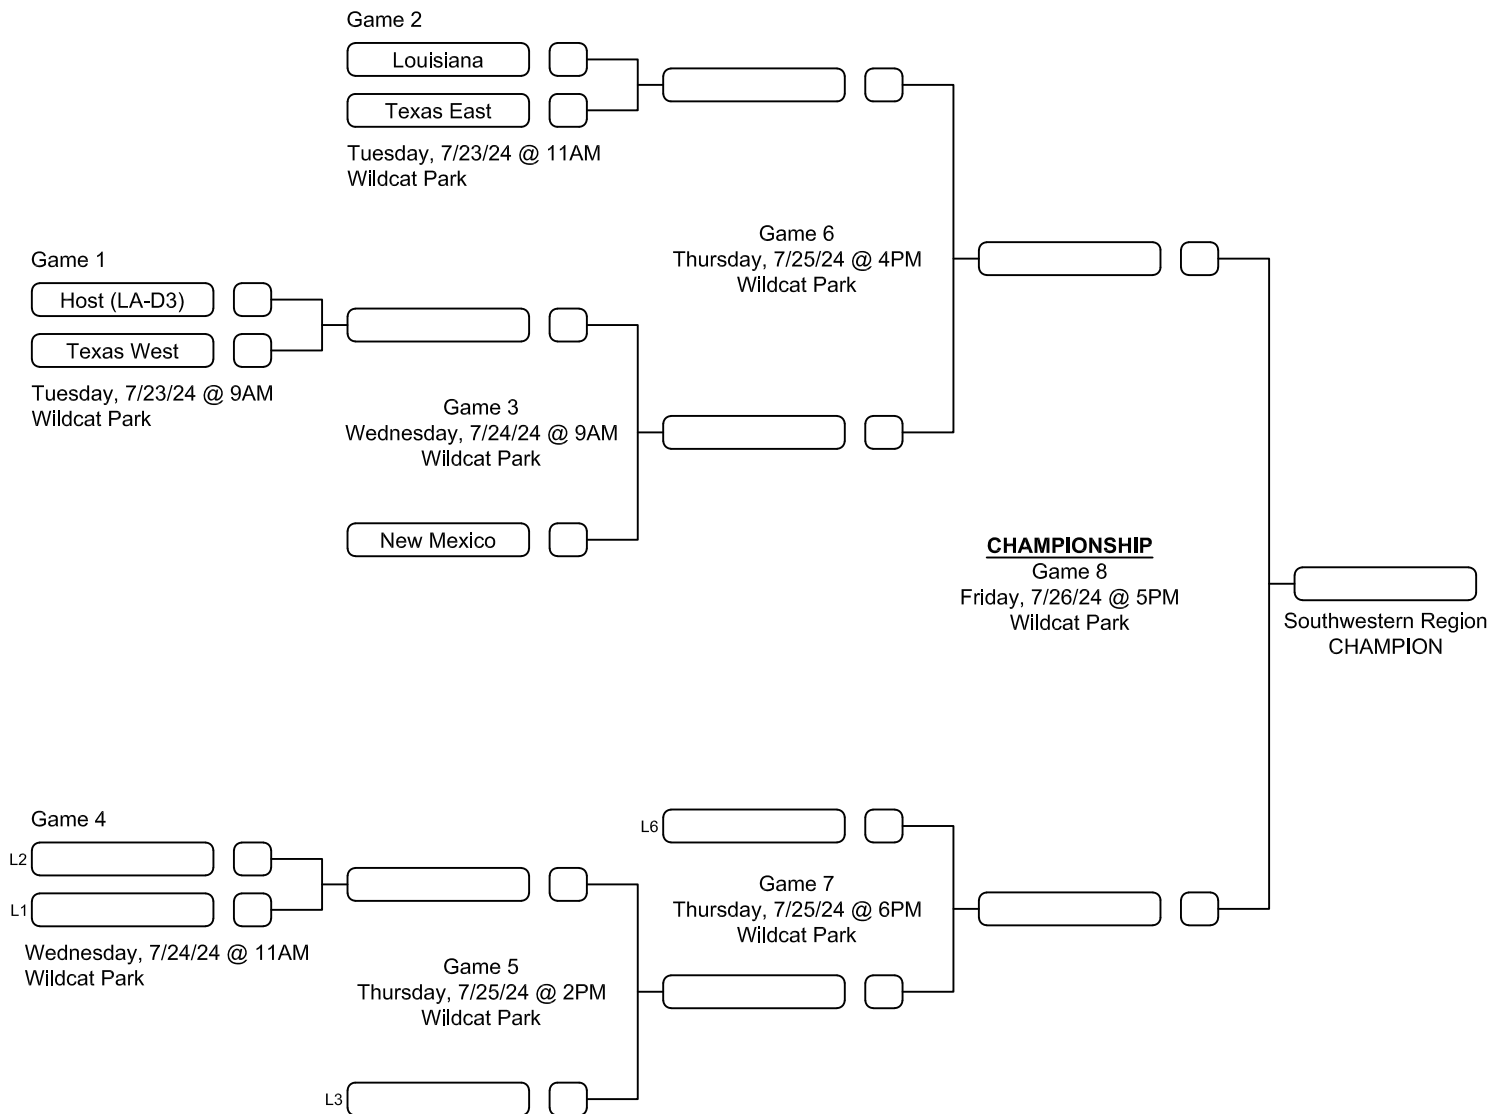 Game 2
Louisiana
Texas East
Tuesday, 7/23/24 @ 11AM
Wildcat Park
Game 6
Thursday, 7/25/24 @ 4PM
Wildcat Park
Game 1
Host (LA-D3)
Texas West
Tuesday, 7/23/24 @ 9AM
Wildcat Park
Game 3
Wednesday, 7/24/24 @ 9AM
Wildcat Park
New Mexico
CHAMPIONSHIP
Game 8
Friday, 7/26/24 @ 5PM
Wildcat Park
Southwestern Region
CHAMPION
Game 4
L2
L1
Wednesday, 7/24/24 @ 11AM
Wildcat Park
L6
Game 7
Thursday, 7/25/24 @ 6PM
Wildcat Park
Game 5
Thursday, 7/25/24 @ 2PM
Wildcat Park
L3